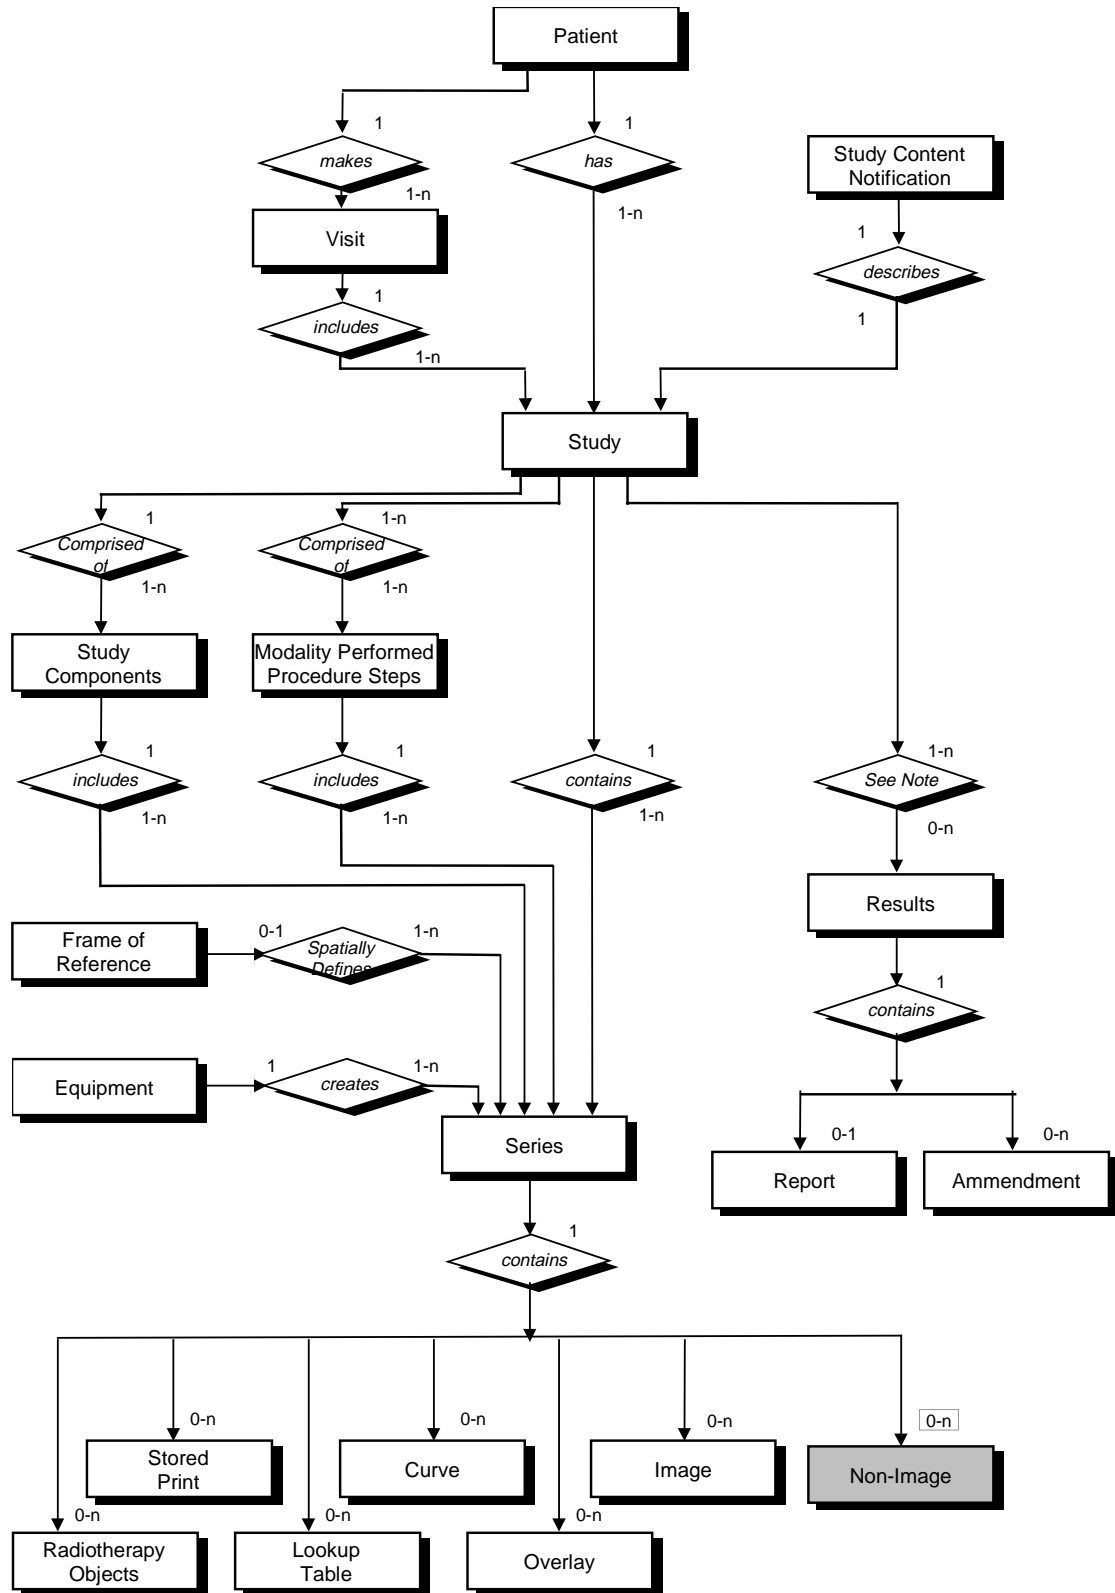 Patient
1
1
makes
has
Study Content
Notification
1-n
1-n
Visit
1
describes
1
includes
1
1-n
Study
1
1-n
Comprised
of
Comprised
of
1-n
1-n
Study
Components
Modality Performed
Procedure Steps
1
1
1
1-n
includes
includes
contains
See Note
1-n
1-n
1-n
0-n
Results
Frame of
Reference
0-1
Spatially
Defines
1-n
1
contains
Equipment
1
creates
1-n
0-1
0-n
Series
Report
Ammendment
1
contains
0-n
0-n
0-n
0-n
Stored
Print
Curve
Image
Non-Image
0-n
0-n
0-n
Radiotherapy
Objects
Lookup
Table
Overlay